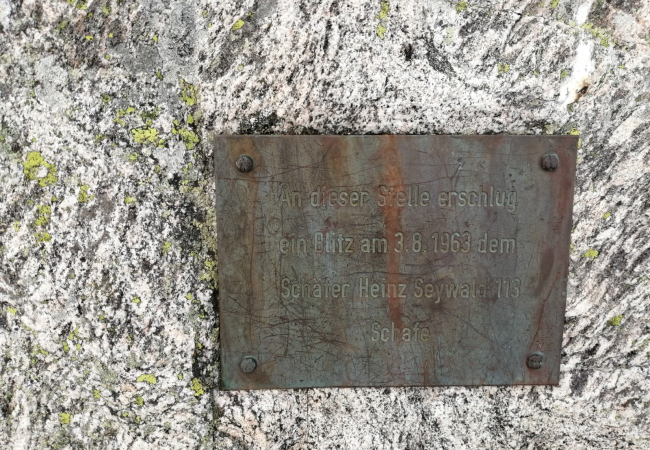 An dieser Stelle erschlug
ein Blitz am 3.8.1963 dem
Schäfer Heinz Seywald 113
Schafe